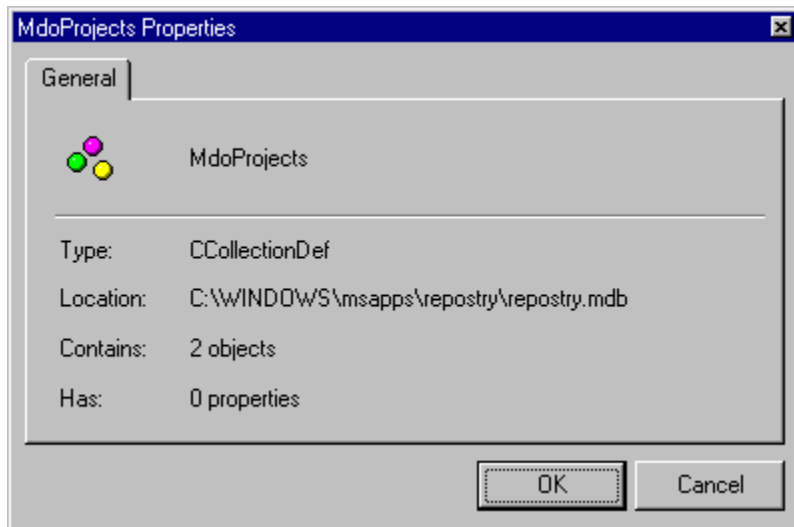 MdoProjects Properties
General
MdoProjects
Type: CCollectionDef
Location: C:\WINDOWS\msapps\repostry\repostry.mdb
Contains: 2 objects
Has: 0 properties
OK Cancel